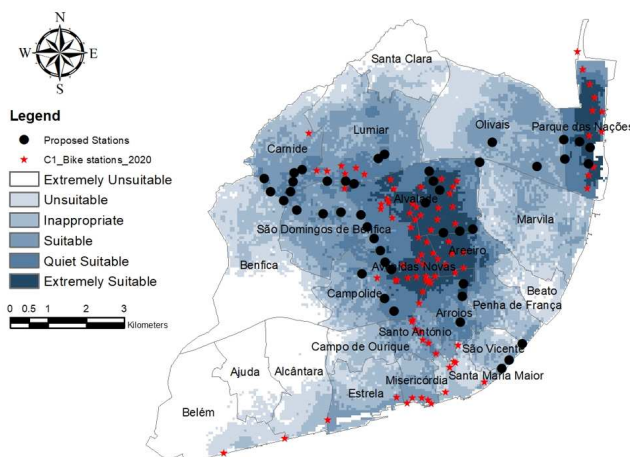 N
W E
S
Legend
Proposed Stations
C1_Bike stations_2020
Extremely Unsuitable
Unsuitable
Inappropriate
Suitable
Quiet Suitable
Extremely Suitable
0 0.5 1 2 3
Kilometers
Santa Clara
Lumiar
Olivais
Parque das Nações
Carnide
Alvalade
Marvila
São Domingos de Benfica
Areeiro
Benfica
Avenidas Novas
Beato
Campolide
Penha de França
Arroios
Santo António
Campo de Ourique
São Vicente
Ajuda
Alcântara
Misericórdia
Santa Maria Maior
Estrela
Belém